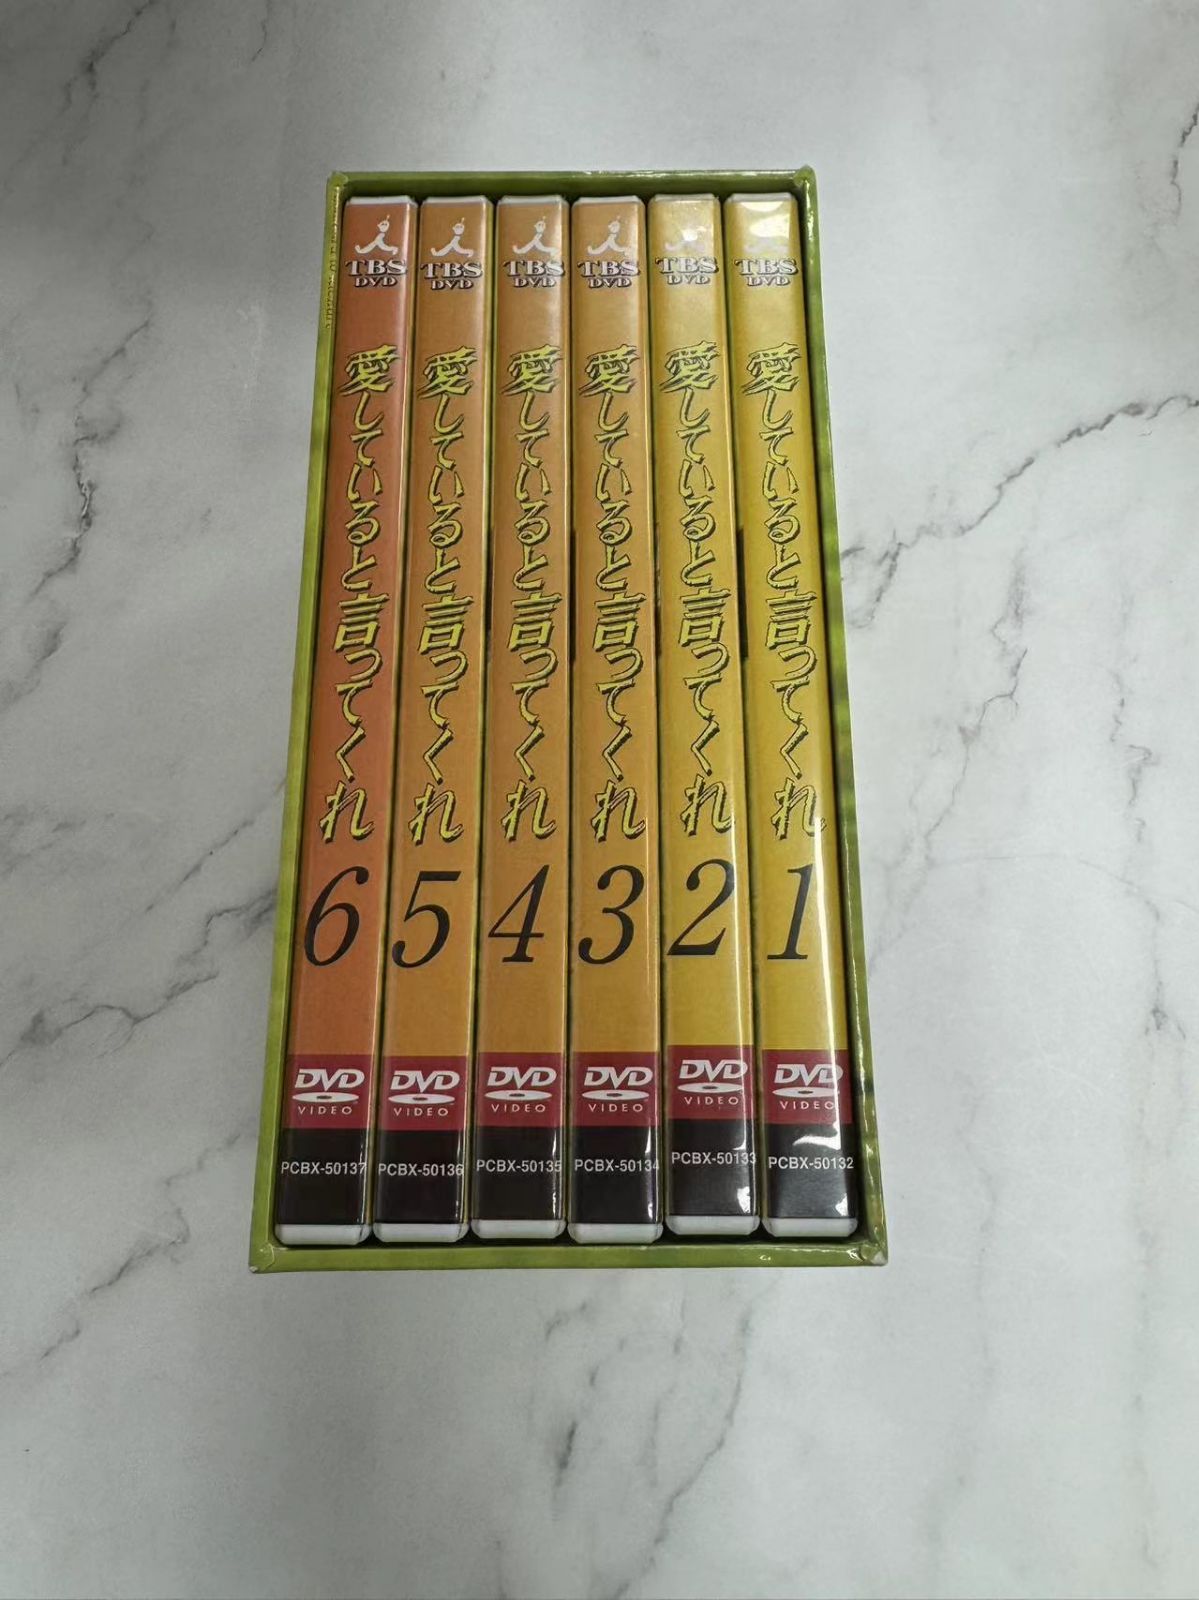 TBS
DVD
愛していると言ってくれ
6
DVD
VIDEO
PCBX-50137
TBS
DVD
愛していると言ってくれ
5
DVD
VIDEO
PCBX-50136
TBS
DVD
愛していると言ってくれ
4
DVD
VIDEO
PCBX-50135
TBS
DVD
愛していると言ってくれ
3
DVD
VIDEO
PCBX-50134
TBS
DVD
愛していると言ってくれ
2
DVD
VIDEO
PCBX-50133
TBS
DVD
愛していると言ってくれ
1
DVD
VIDEO
PCBX-50132